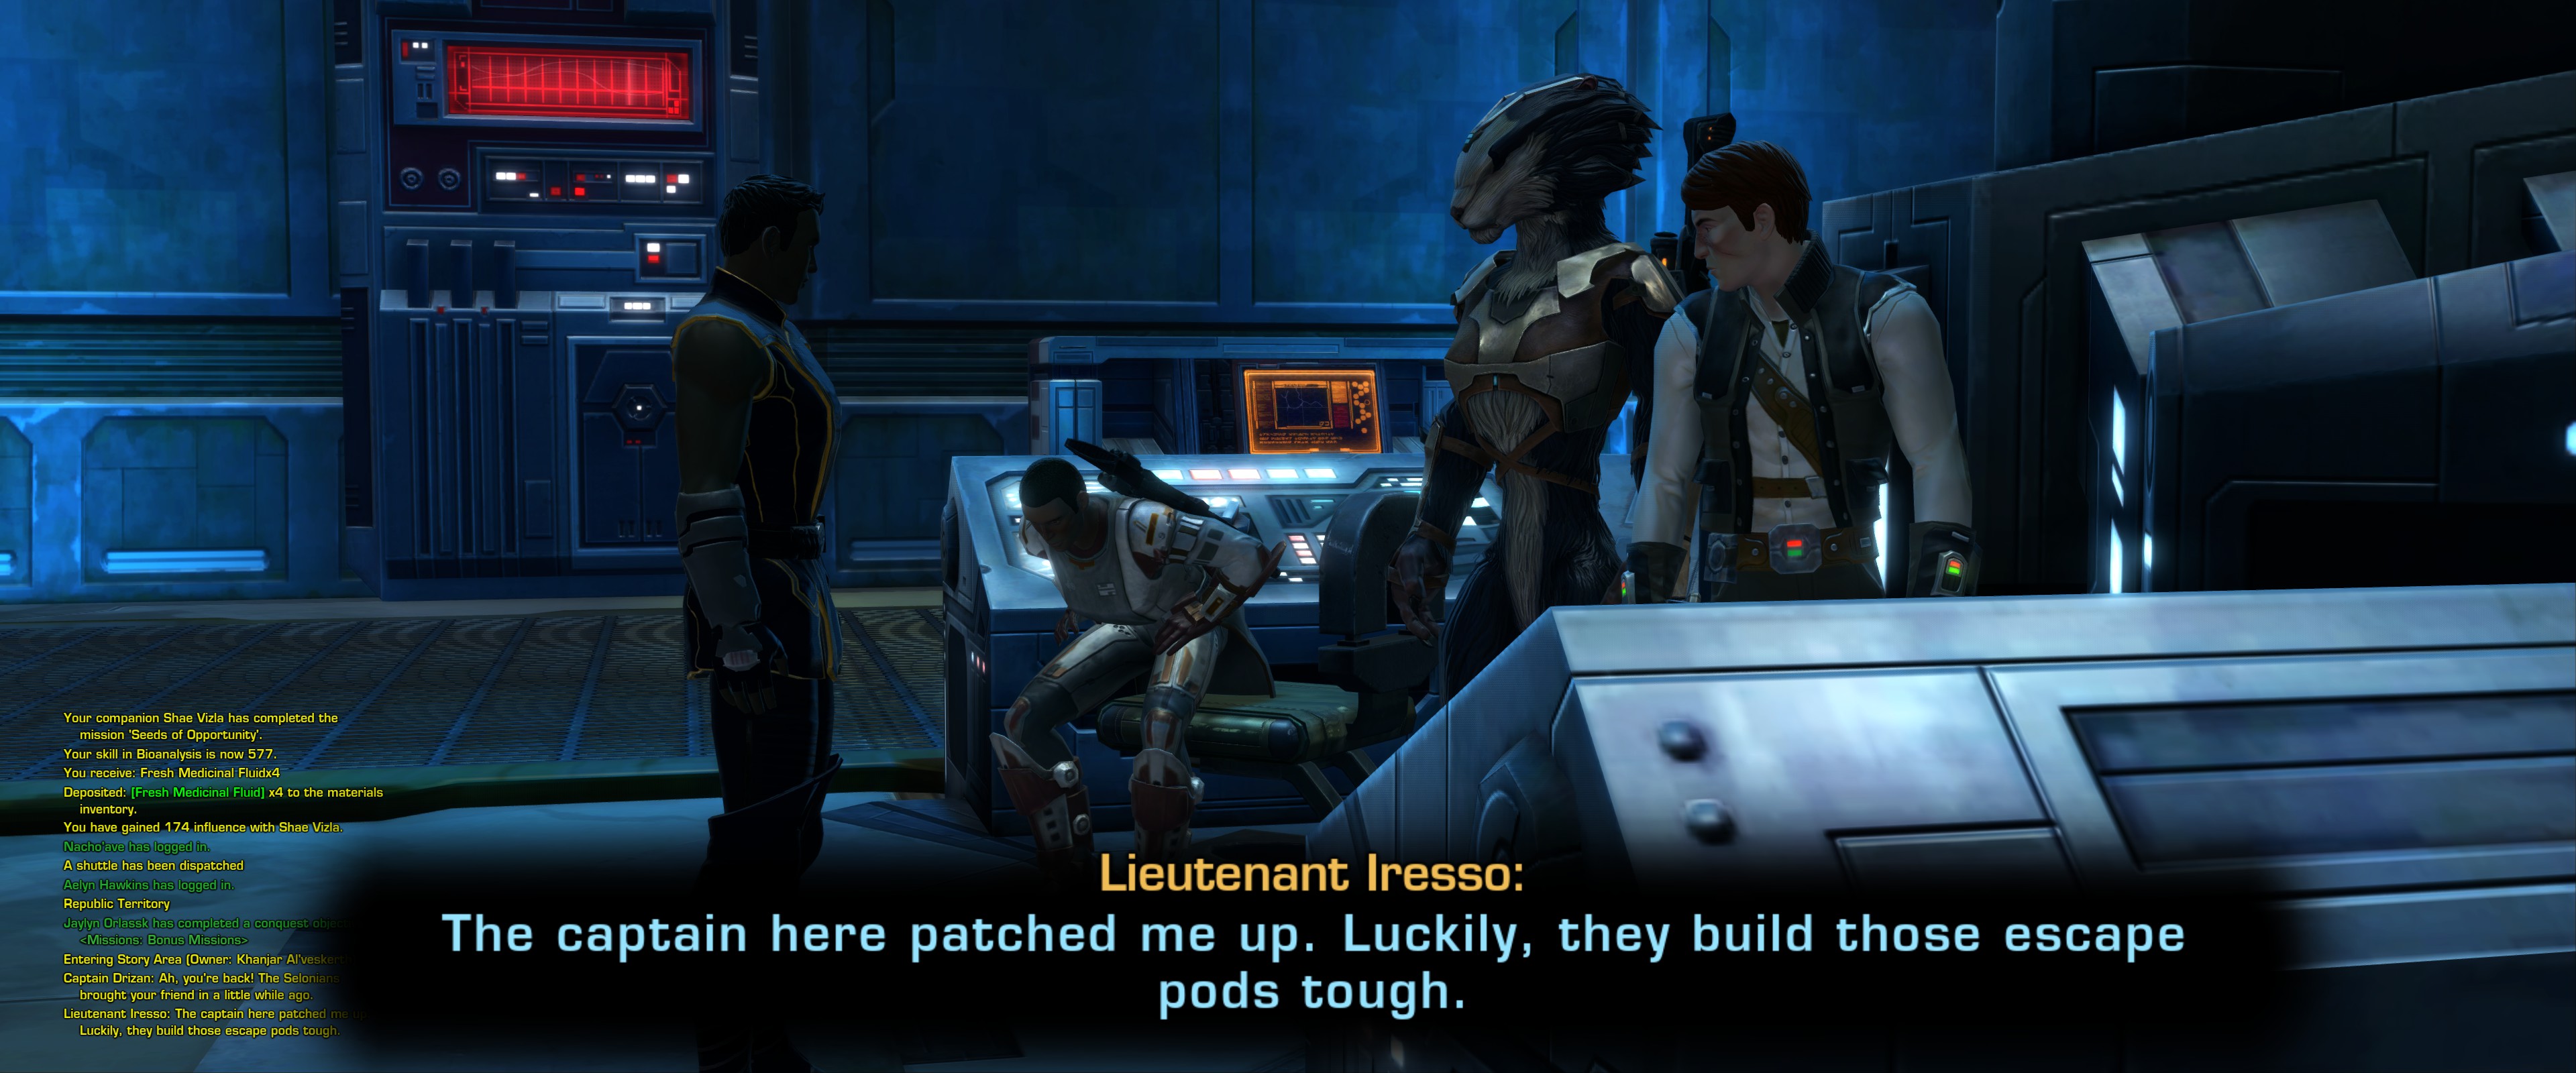 Your companion Shae Vizla has completed the
mission 'Seeds of Opportunity'.
Your skill in Bioanalysis is now 577.
You receive: Fresh Medicinal Fluidx4
Deposited: [Fresh Medicinal Fluid] x4 to the materials
inventory.
You have gained 174 influence with Shae Vizla.
Nacho'ave has logged in.
A shuttle has been dispatched
Aelyn Hawkins has logged in.
Republic Territory
Jaylyn Orlassk has completed a conquest
<Missions: Bonus Missions>
Entering Story Area (Owner: Khanjar
Captain Drizan: Ah, you're back! The Selonians
brought your friend in a little while ago.
Lieutenant Iresso: The captain here patched me up.
Luckily, they build those escape pods tough.
Lieutenant Iresso:
The captain here patched me up. Luckily, they build those escape
pods tough.